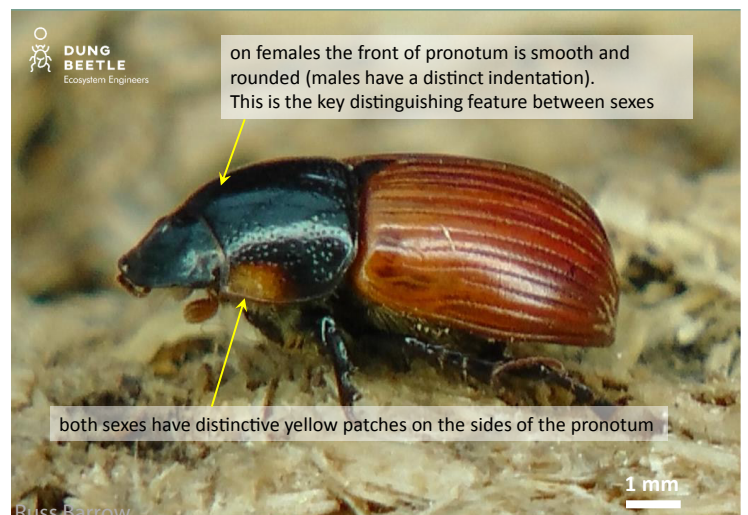 DUNG
BEETLE
Ecosystem Engineers
on females the front of pronotum is smooth and
rounded (males have a distinct indentation).
This is the key distinguishing feature between sexes
both sexes have distinctive yellow patches on the sides of the pronotum
1 mm
Russ Barrow